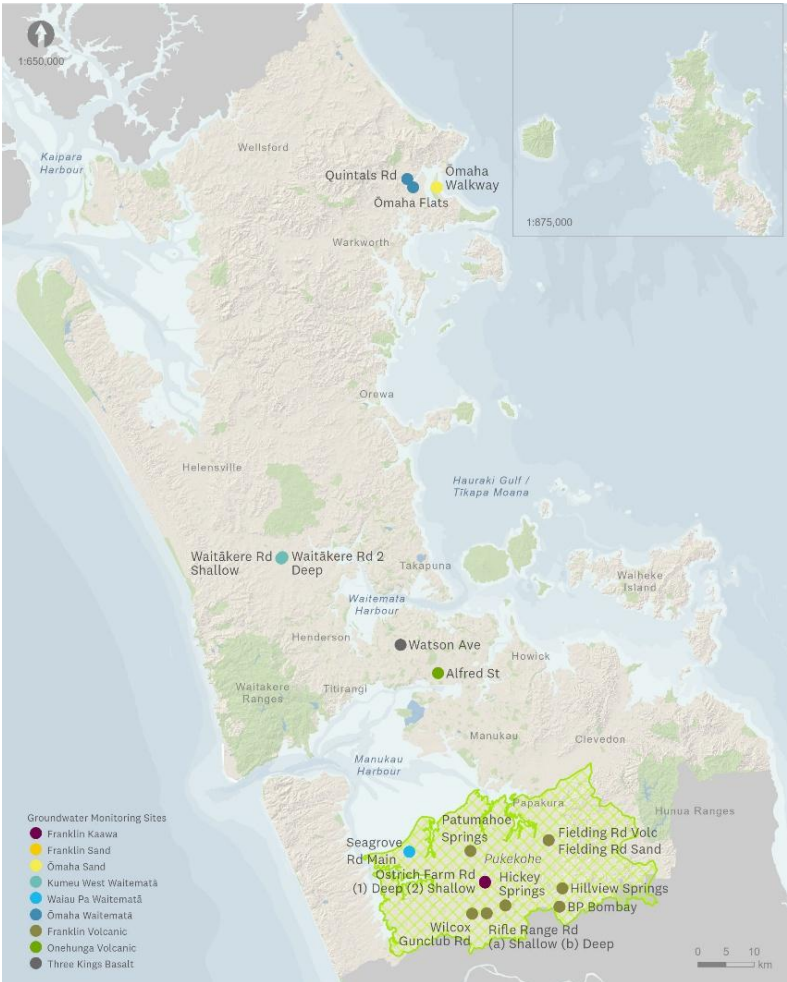 1:650,000
1:875,000
Kaipara
Harbour
Wellsford
Quintals Rd
Ōmaha
Walkway
Ōmaha Flats
Warkworth
Orewa
Helensville
Hauraki Gulf /
Tīkapa Moana
Waitākere Rd
Shallow
Waitākere Rd 2
Deep
Takapuna
Waiheke
Island
Waitemata
Harbour
Henderson
Watson Ave
Howick
Alfred St
Waitakere
Ranges
Titirangi
Manukau
Clevedon
Manukau
Harbour
Papakura
Hunua Ranges
Patumahoe
Springs
Fielding Rd Volc
Fielding Rd Sand
Seagrove
Rd Main
Pukekohe
Ostrich Farm Rd
(1) Deep (2) Shallow
Hickey
Springs
Hillview Springs
BP Bombay
Wilcox
Gunclub Rd
Rifle Range Rd
(a) Shallow (b) Deep
Groundwater Monitoring Sites
Franklin Kaawa
Franklin Sand
Ōmaha Sand
Kumeu West Waitematā
Waiau Pa Waitematā
Ōmaha Waitematā
Franklin Volcanic
Onehunga Volcanic
Three Kings Basalt
0 5 10
km